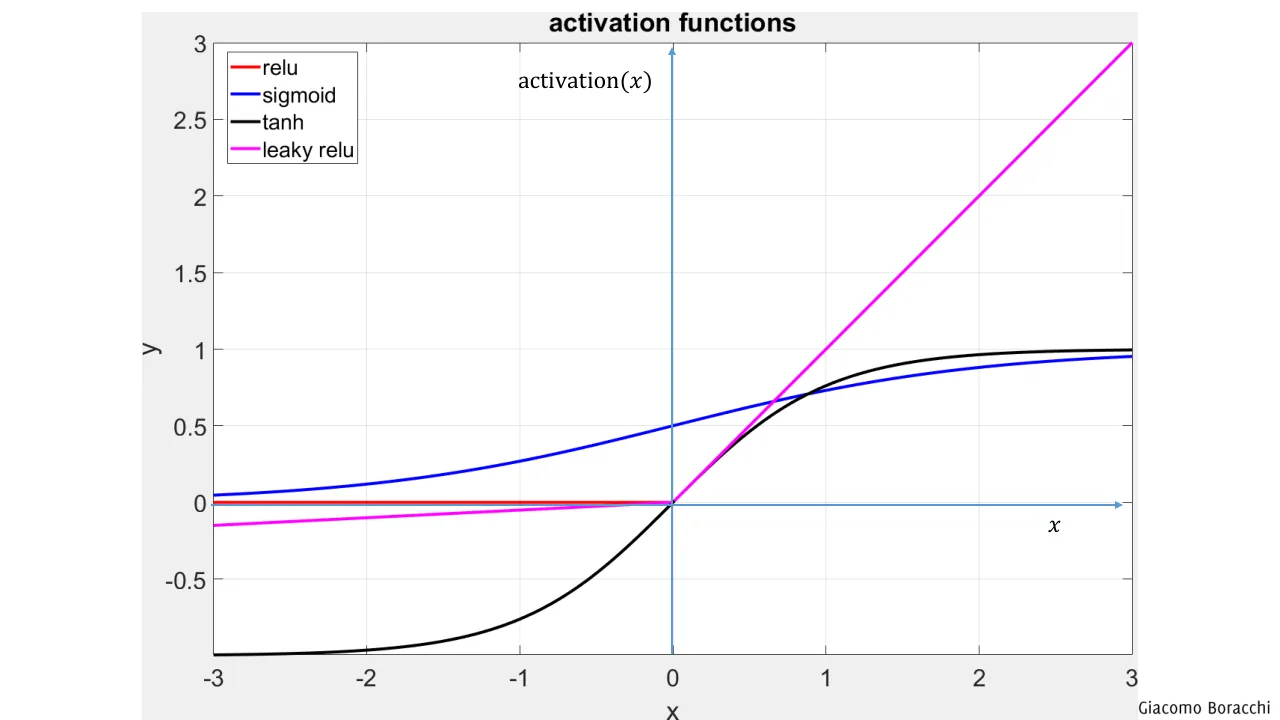 activation functions
relu
sigmoid
tanh
leaky relu
activation(x)
3
2.5
2
1.5
1
0.5
0
-0.5
y
x
-3 -2 -1 0 1 2 3
x
Giacomo Boracchi